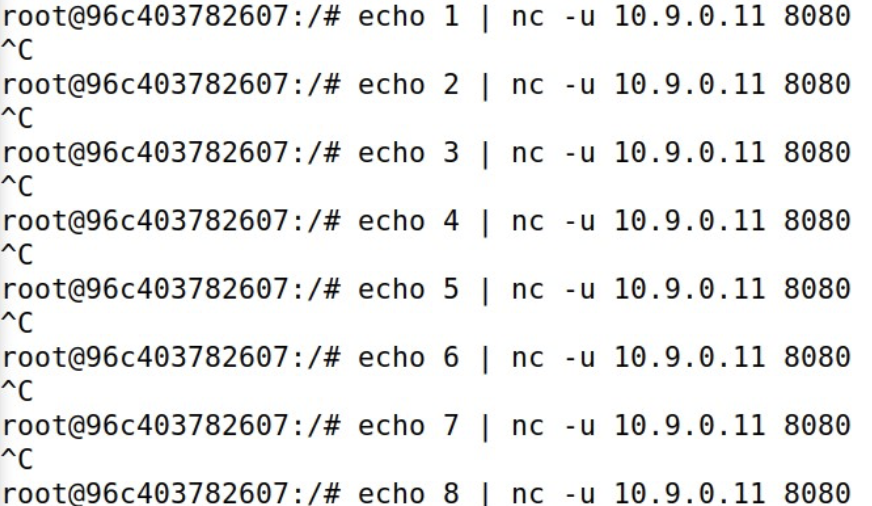 root@96c403782607:/# echo 1 | nc -u 10.9.0.11 8080
^C
root@96c403782607:/# echo 2 | nc -u 10.9.0.11 8080
^C
root@96c403782607:/# echo 3 | nc -u 10.9.0.11 8080
^C
root@96c403782607:/# echo 4 | nc -u 10.9.0.11 8080
^C
root@96c403782607:/# echo 5 | nc -u 10.9.0.11 8080
^C
root@96c403782607:/# echo 6 | nc -u 10.9.0.11 8080
^C
root@96c403782607:/# echo 7 | nc -u 10.9.0.11 8080
^C
root@96c403782607:/# echo 8 | nc -u 10.9.0.11 8080